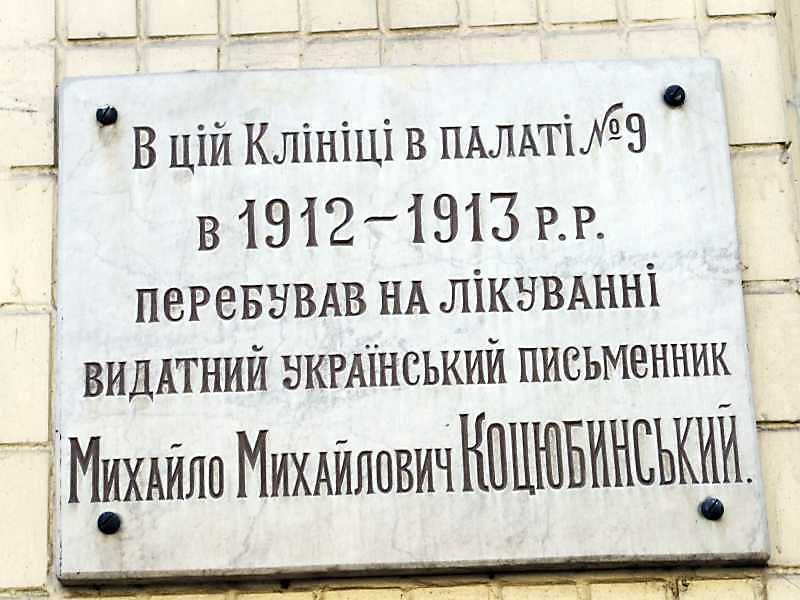 В цій Клініці в палаті №9
в 1912–1913 р.р.
перебував на лікуванні
видатний український письменник
Михайло Михайлович Коцюбинський.